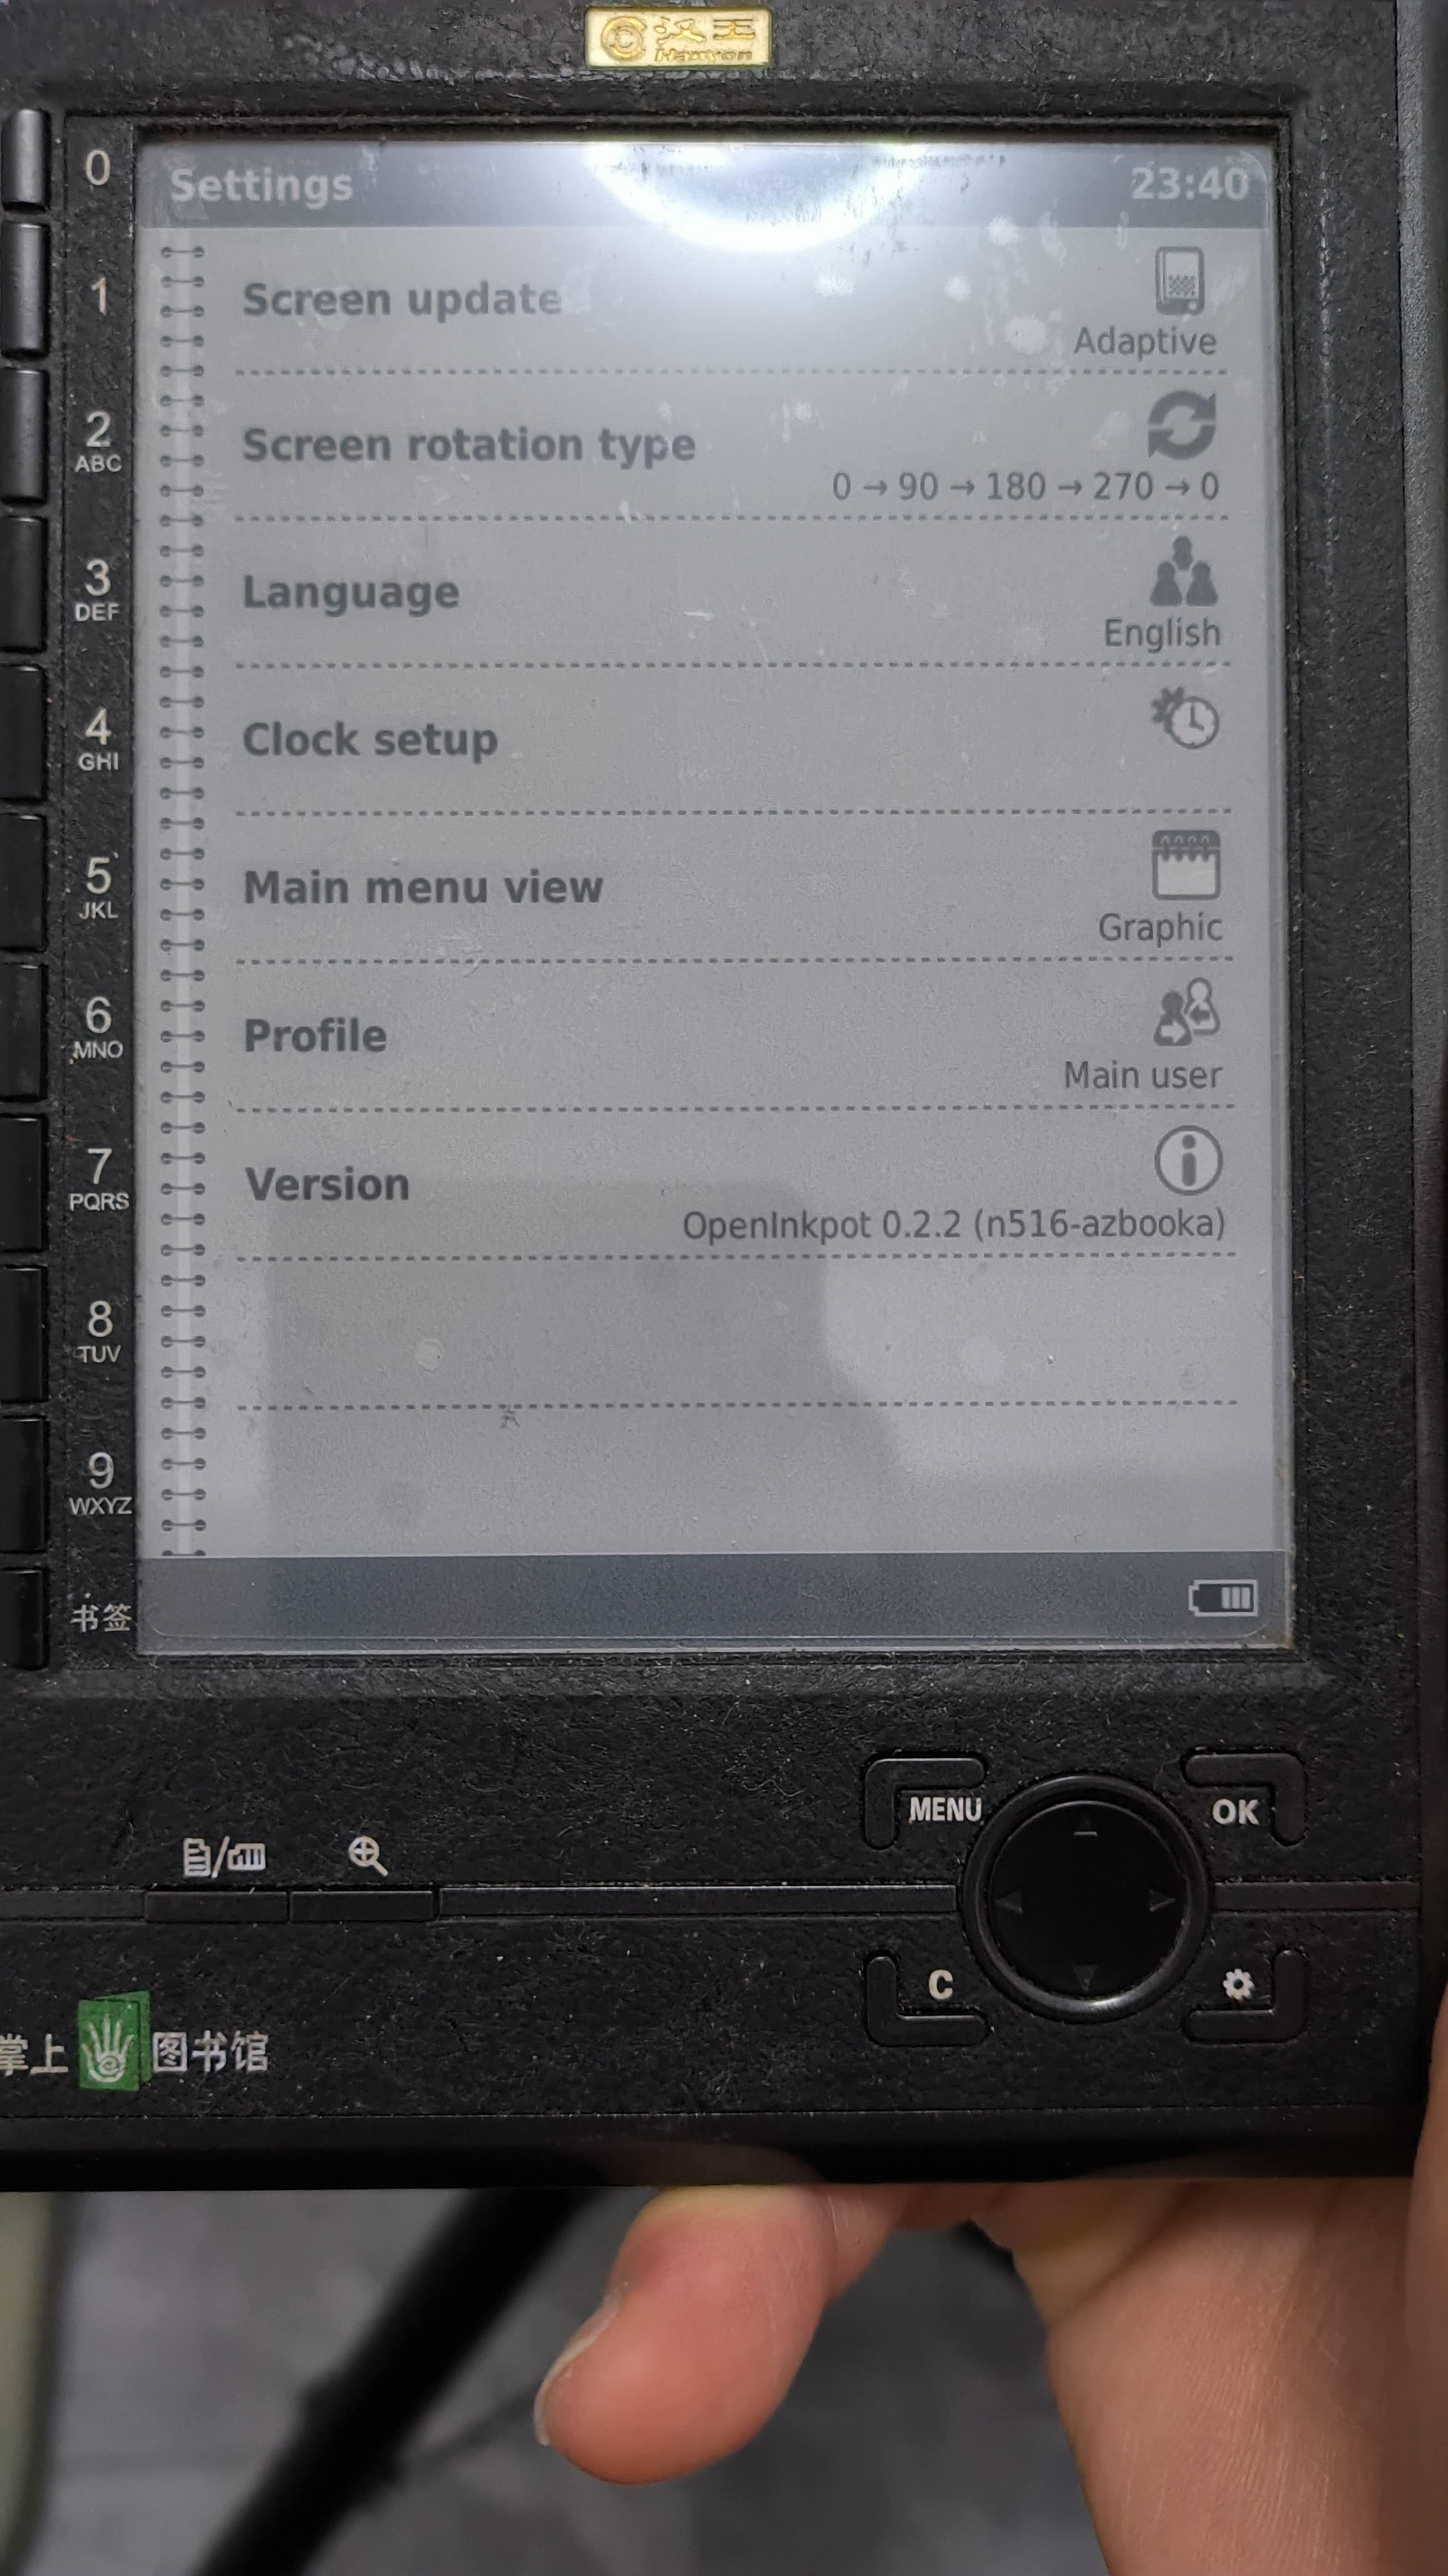 汉王
Hanvon
Settings 23:40
0
1
Screen update
Adaptive
2
ABC
Screen rotation type
0 → 90 → 180 → 270 → 0
3
DEF
Language
English
4
GHI
Clock setup
5
JKL
Main menu view
Graphic
6
MNO
Profile
Main user
7
PQRS
Version
OpenInkpot 0.2.2 (n516-azbooka)
8
TUV
9
WXYZ
书签
MENU OK
C
掌上 图书馆